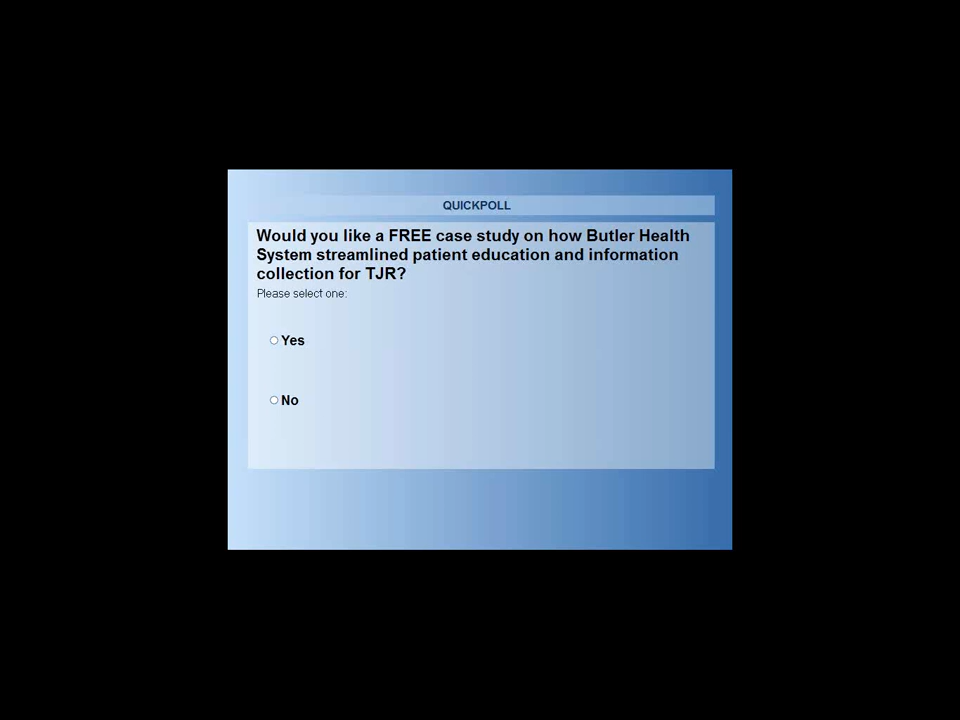 QUICKPOLL
Would you like a FREE case study on how Butler Health
System streamlined patient education and information
collection for TJR?
Please select one:
Yes
No